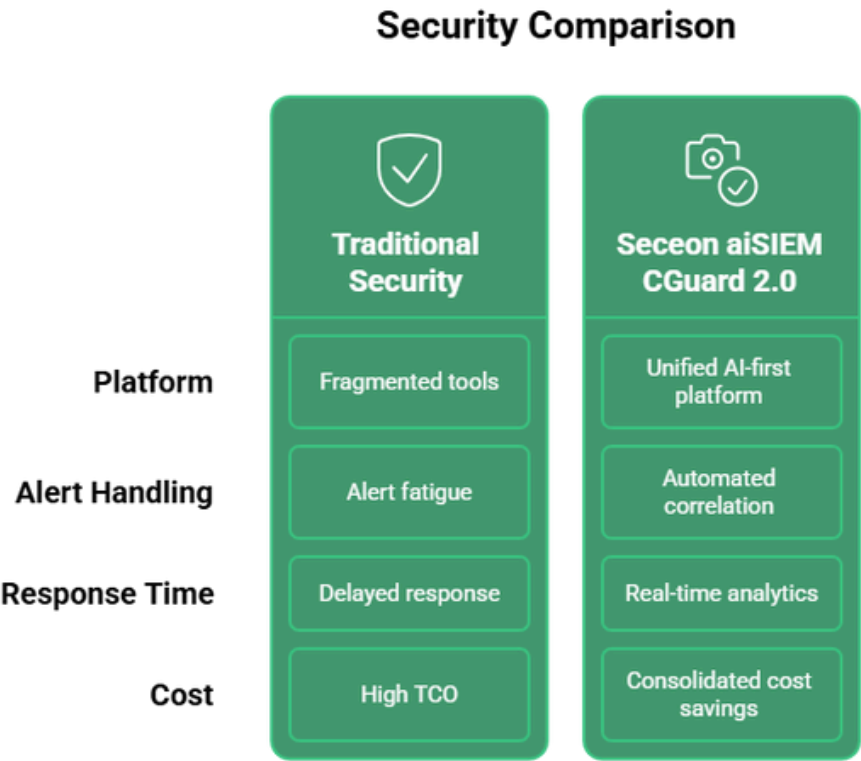 Security Comparison
Traditional
Security
Seceon aiSIEM
CGuard 2.0
Platform
Fragmented tools
Unified AI-first
platform
Alert Handling
Alert fatigue
Automated
correlation
Response Time
Delayed response
Real-time analytics
Cost
High TCO
Consolidated cost
savings